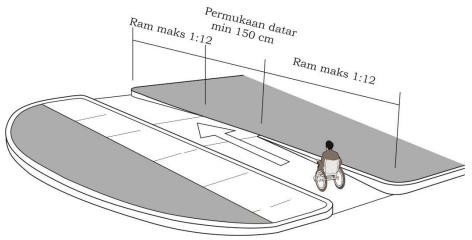 Ram maks 1:12
Permukaan datar
min 150 cm
Ram maks 1:12